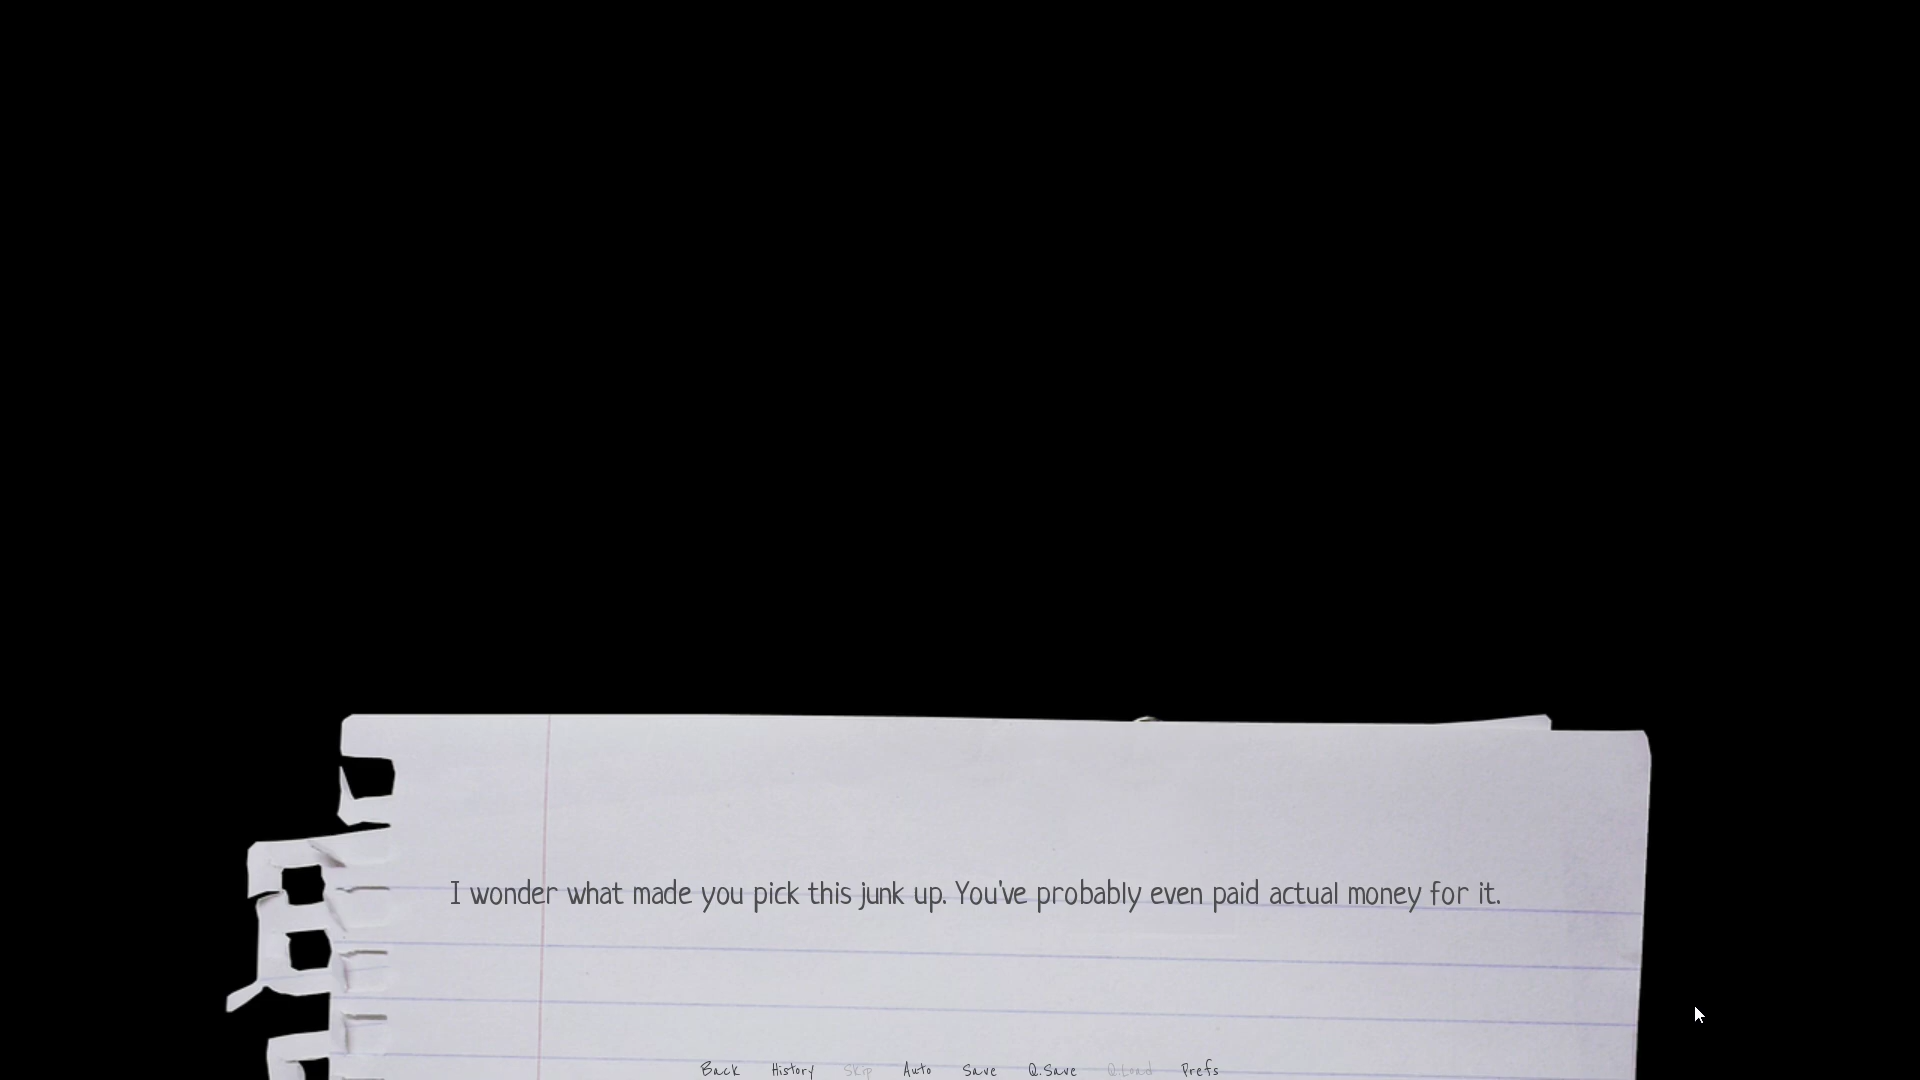 I wonder what made you pick this junk up. You've probably even paid actual money for it.
Back History Skip Auto Save Q.Save Q.Load Prefs